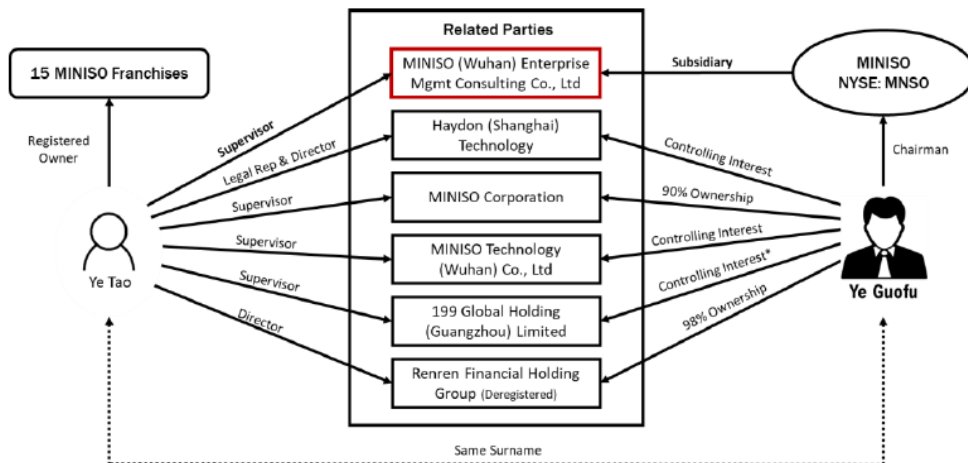 Related Parties
15 MINISO Franchises
MINISO (Wuhan) Enterprise
Mgmt Consulting Co., Ltd
Subsidiary
MINISO
NYSE: MNSO
Registered
Owner
Supervisor
Legal Rep & Director
Haydon (Shanghai)
Technology
Controlling Interest
Chairman
Supervisor
MINISO Corporation
90% Ownership
Supervisor
MINISO Technology
(Wuhan) Co., Ltd
Controlling Interest
Ye Tao
Supervisor
199 Global Holding
(Guangzhou) Limited
Controlling Interest*
Ye Guofu
Director
Renren Financial Holding
Group (Deregistered)
98% Ownership
Same Surname